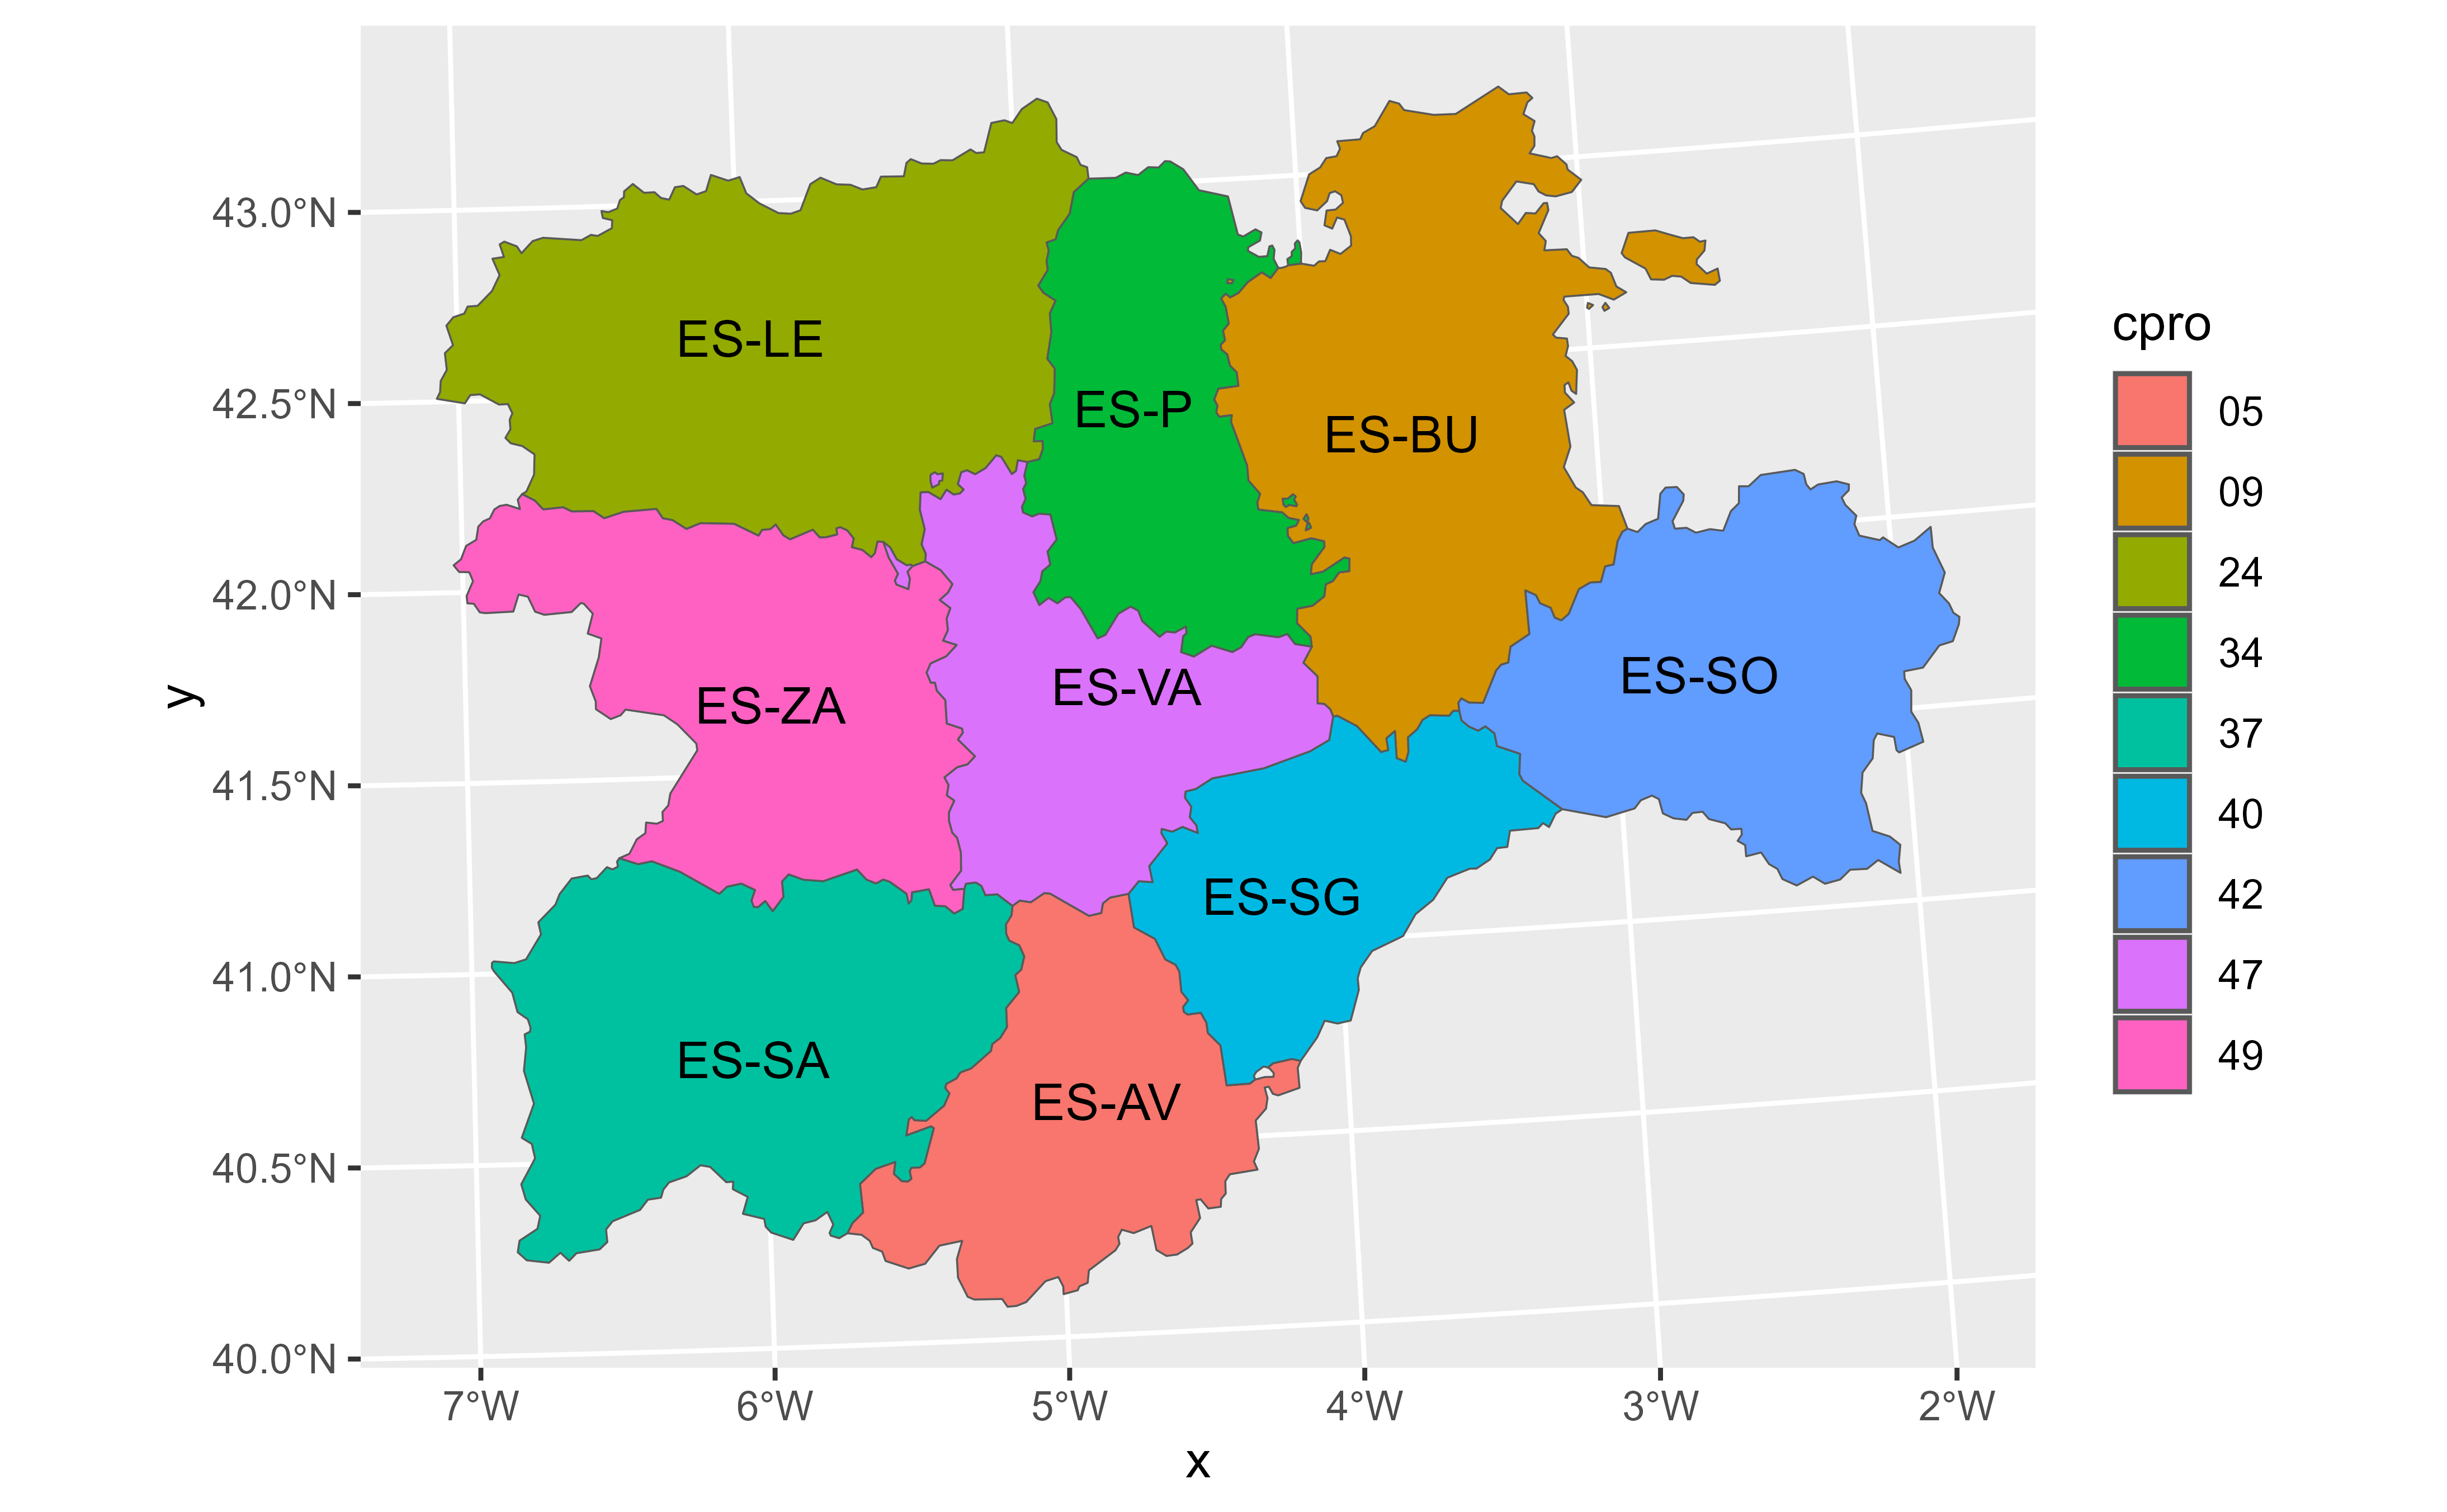 43.0°N
42.5°N
42.0°N
41.5°N
41.0°N
40.5°N
40.0°N
y
ES-LE
ES-P
ES-BU
ES-ZA
ES-VA
ES-SO
ES-SG
ES-SA
ES-AV
7°W 6°W 5°W 4°W 3°W 2°W
x
cpro
05
09
24
34
37
40
42
47
49